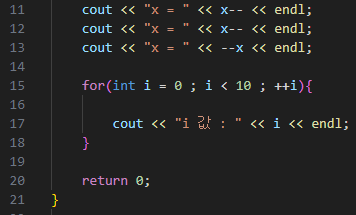 11 cout << "x = " << x-- << endl;
12 cout << "x = " << x-- << endl;
13 cout << "x = " << --x << endl;
14
15 for(int i = 0 ; i < 10 ; ++i){
16
17 cout << "i 값 : " << i << endl;
18 }
19
20 return 0;
21 }